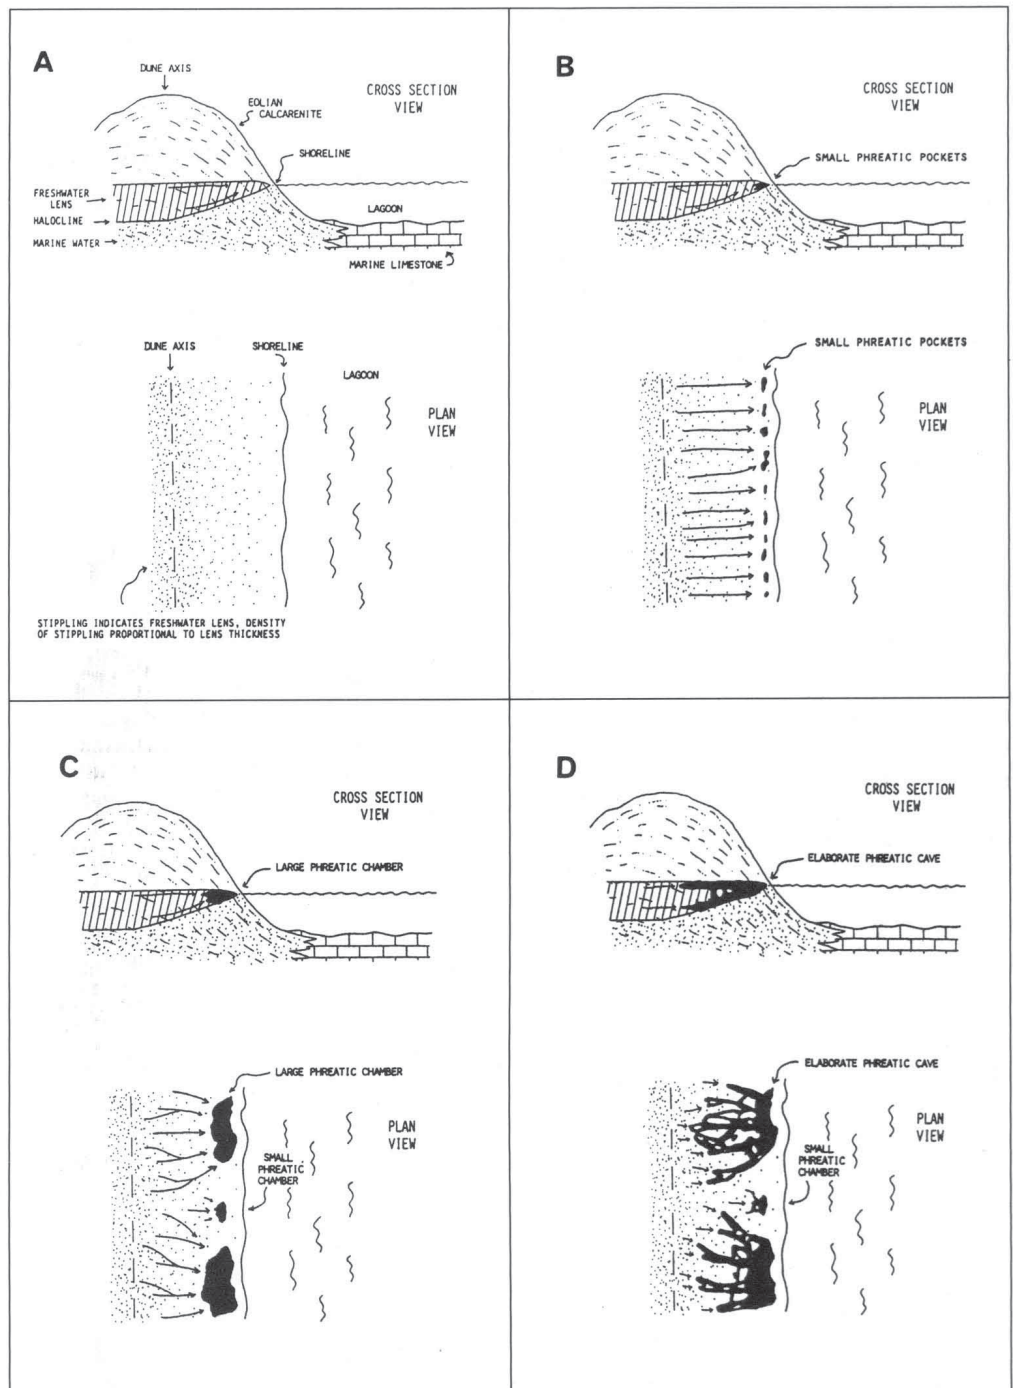 A
DUNE AXIS
CROSS SECTION
VIEW
EOLIAN
CALCARENITE
SHORELINE
FRESHWATER
LENS
HALOCLINE
MARINE WATER
LAGOON
MARINE LIMESTONE
DUNE AXIS
SHORELINE
LAGOON
PLAN
VIEW
STIPPLING INDICATES FRESHWATER LENS, DENSITY
OF STIPPLING PROPORTIONAL TO LENS THICKNESS
B
CROSS SECTION
VIEW
SMALL PHREATIC POCKETS
SMALL PHREATIC POCKETS
PLAN
VIEW
C
CROSS SECTION
VIEW
LARGE PHREATIC CHAMBER
LARGE PHREATIC CHAMBER
PLAN
VIEW
SMALL
PHREATIC
CHAMBER
D
CROSS SECTION
VIEW
ELABORATE PHREATIC CAVE
ELABORATE PHREATIC CAVE
PLAN
VIEW
SMALL
PHREATIC
CHAMBER